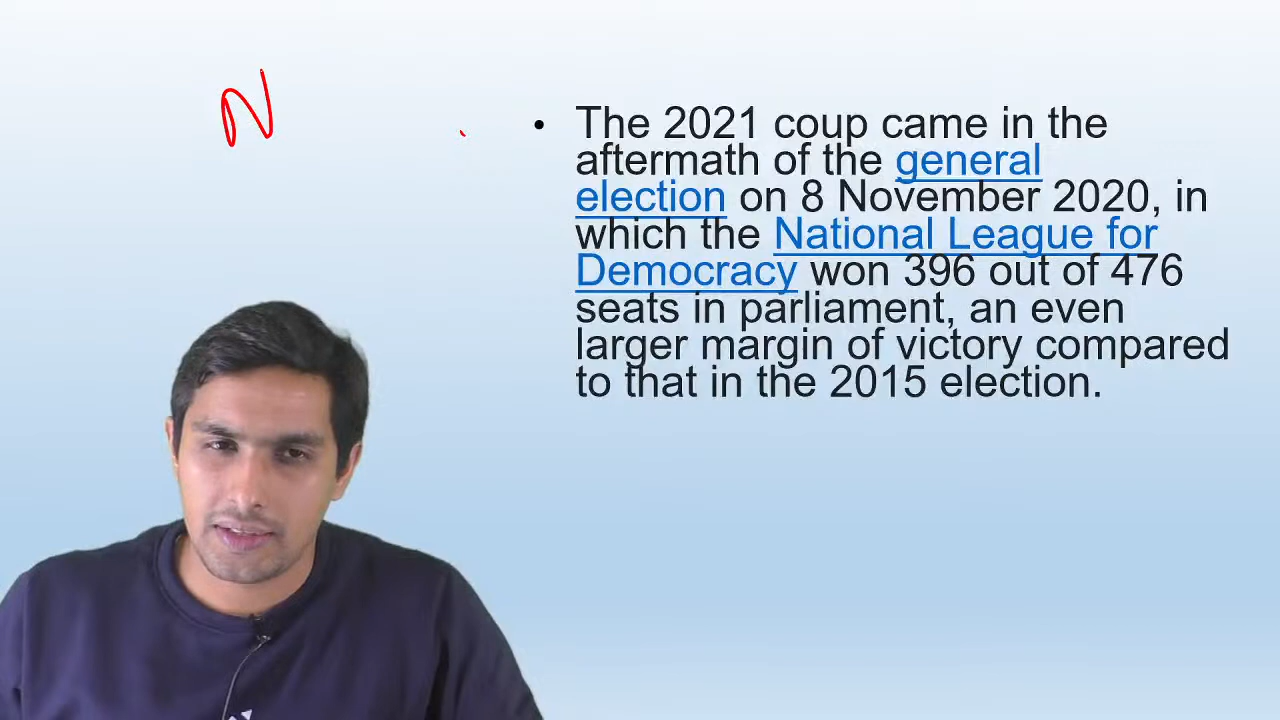 N
• The 2021 coup came in the
aftermath of the general
election on 8 November 2020, in
which the National League for
Democracy won 396 out of 476
seats in parliament, an even
larger margin of victory compared
to that in the 2015 election.